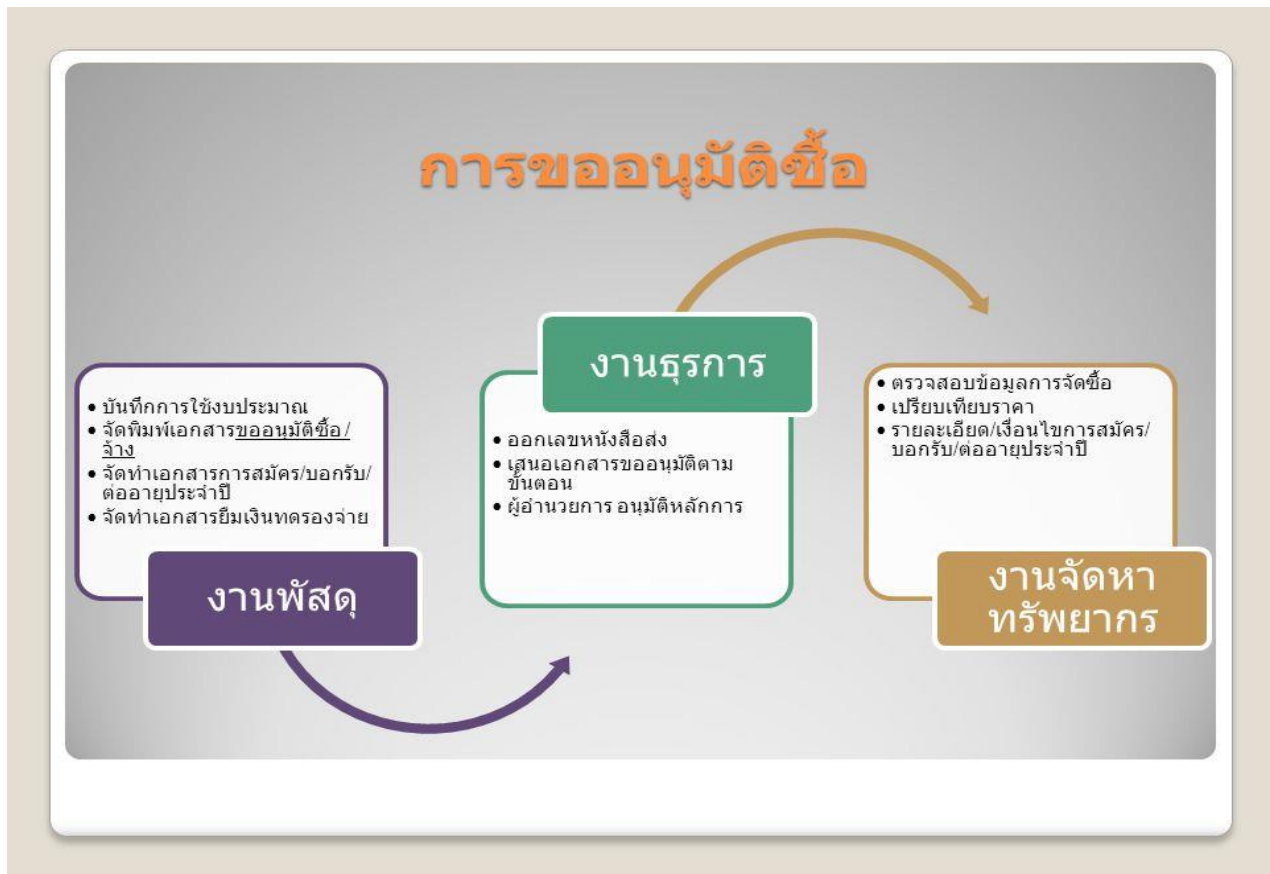 การขออนุมัติซื้อ
• บันทึกการใช้งบประมาณ
• จัดพิมพ์เอกสารขออนุมัติซื้อ/
จ้าง
• จัดทำเอกสารการสมัคร/บอกรับ/
ต่ออายุประจำปี
• จัดทำเอกสารยืมเงินทดรองจ่าย
งานพัสดุ
งานธุรการ
• ออกเลขหนังสือส่ง
• เสนอเอกสารขออนุมัติตาม
ขั้นตอน
• ผู้อำนวยการ อนุมัติหลักการ
• ตรวจสอบข้อมูลการจัดซื้อ
• เปรียบเทียบราคา
• รายละเอียด/เงื่อนไขการสมัคร/
บอกรับ/ต่ออายุประจำปี
งานจัดหา
ทรัพยากร